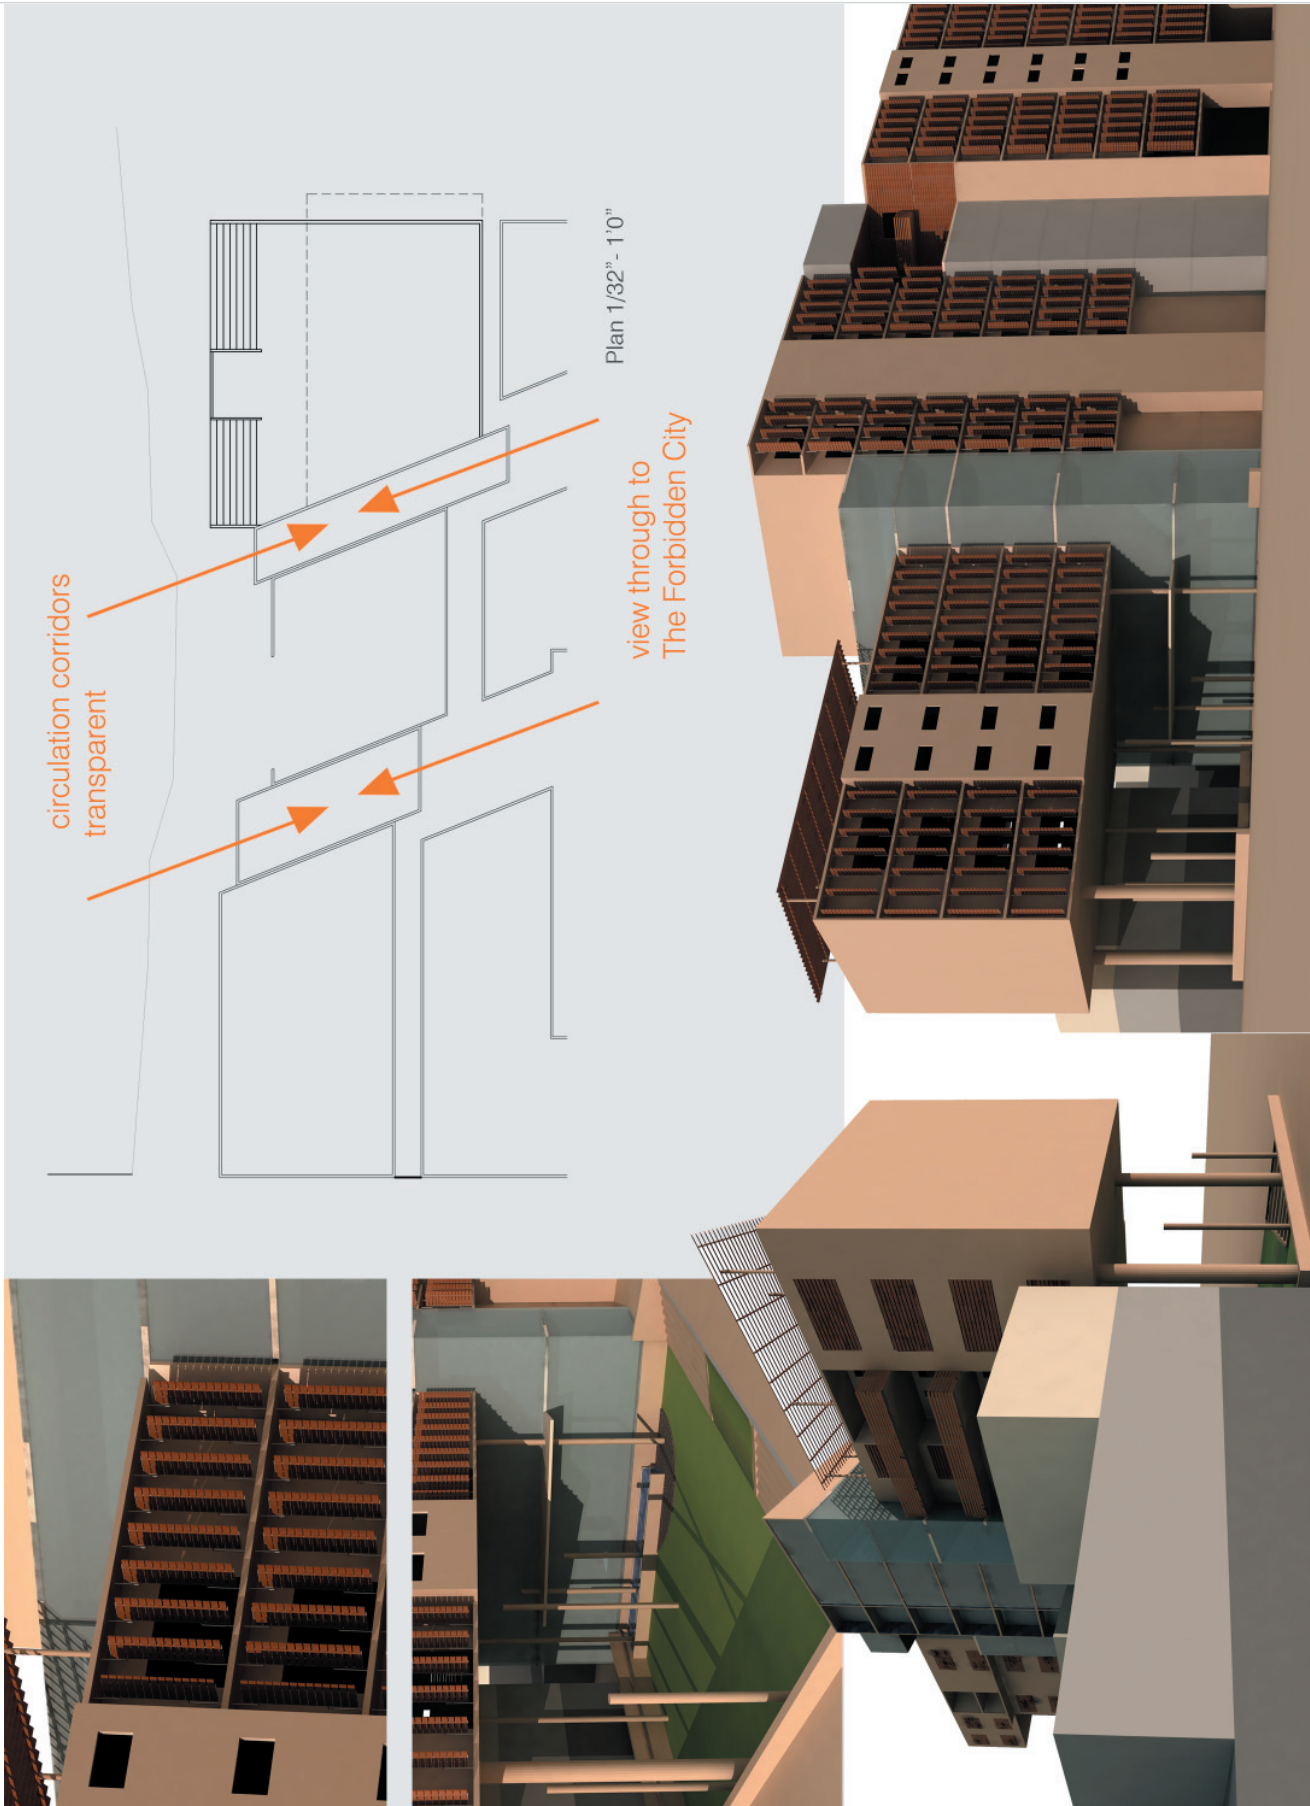 circulation corridors
transparent
view through to
The Forbidden City
Plan 1/32" - 1'0"